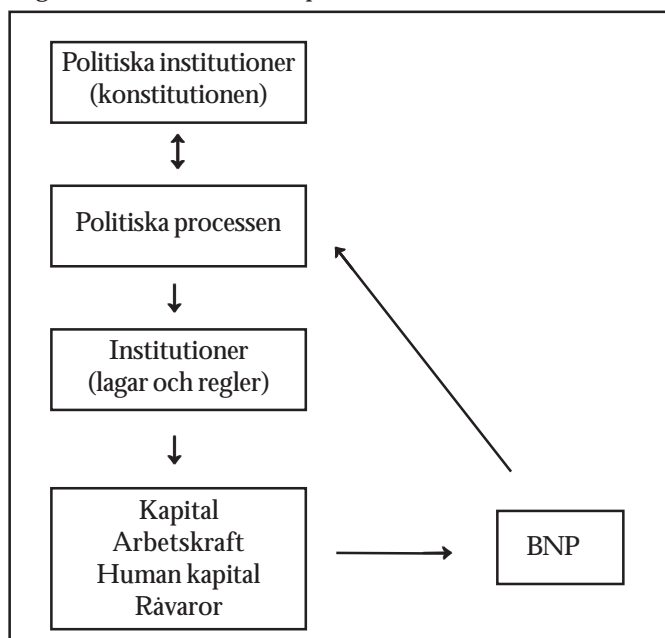 Politiska institutioner
(konstitutionen)
Politiska processen
Institutioner
(lagar och regler)
Kapital
Arbetskraft
Human kapital
Råvaror
BNP